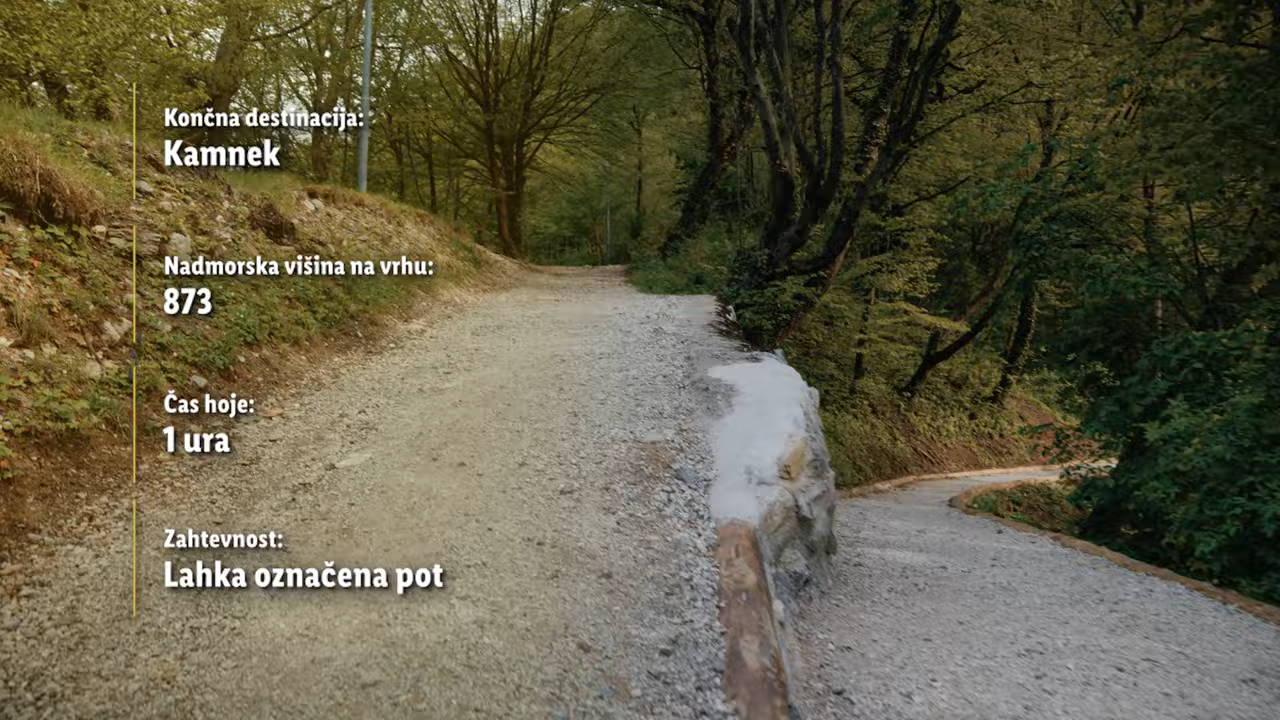 Končna destinacija:
Kamnek
Nadmorska višina na vrhu:
873
Čas hoje:
1 ura
Zahtevnost:
Lahka označena pot